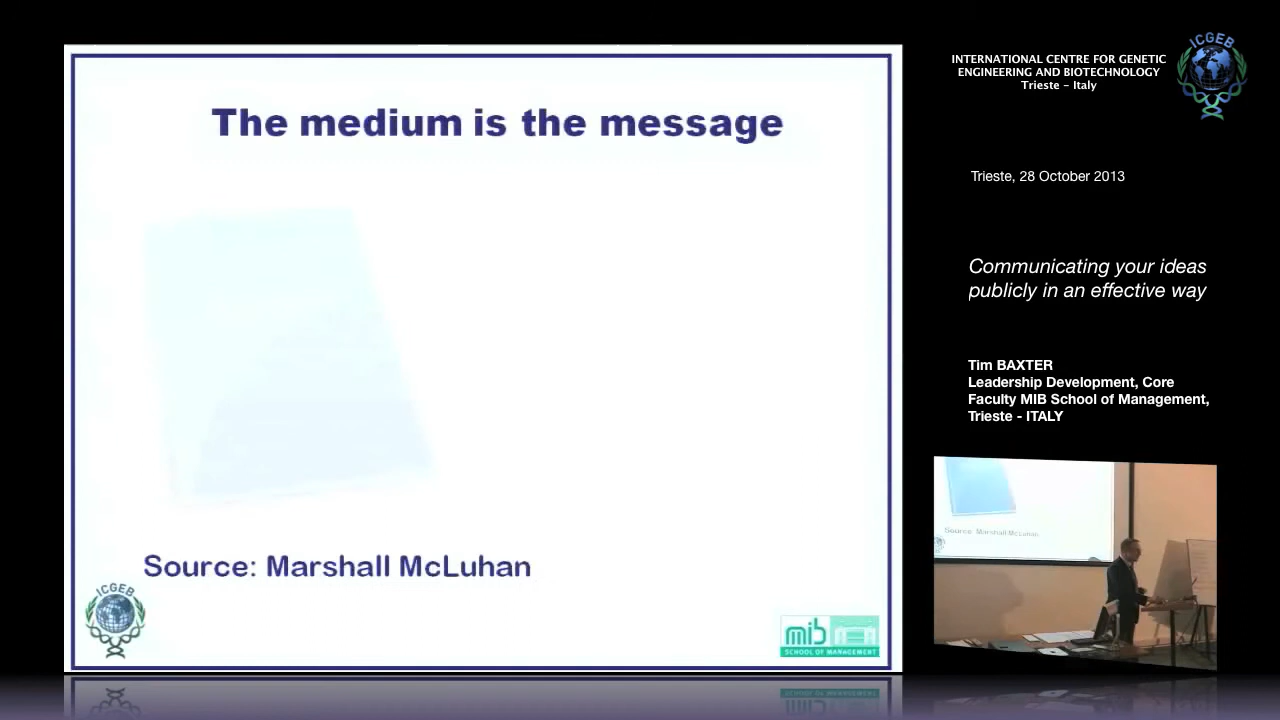 The medium is the message
Source: Marshall McLuhan
ICGEB
mib
SCHOOL OF MANAGEMENT
INTERNATIONAL CENTRE FOR GENETIC
ENGINEERING AND BIOTECHNOLOGY
Trieste - Italy
ICGEB
Trieste, 28 October 2013
Communicating your ideas
publicly in an effective way
Tim BAXTER
Leadership Development, Core
Faculty MIB School of Management,
Trieste - ITALY
Source: Marshall McLuhan